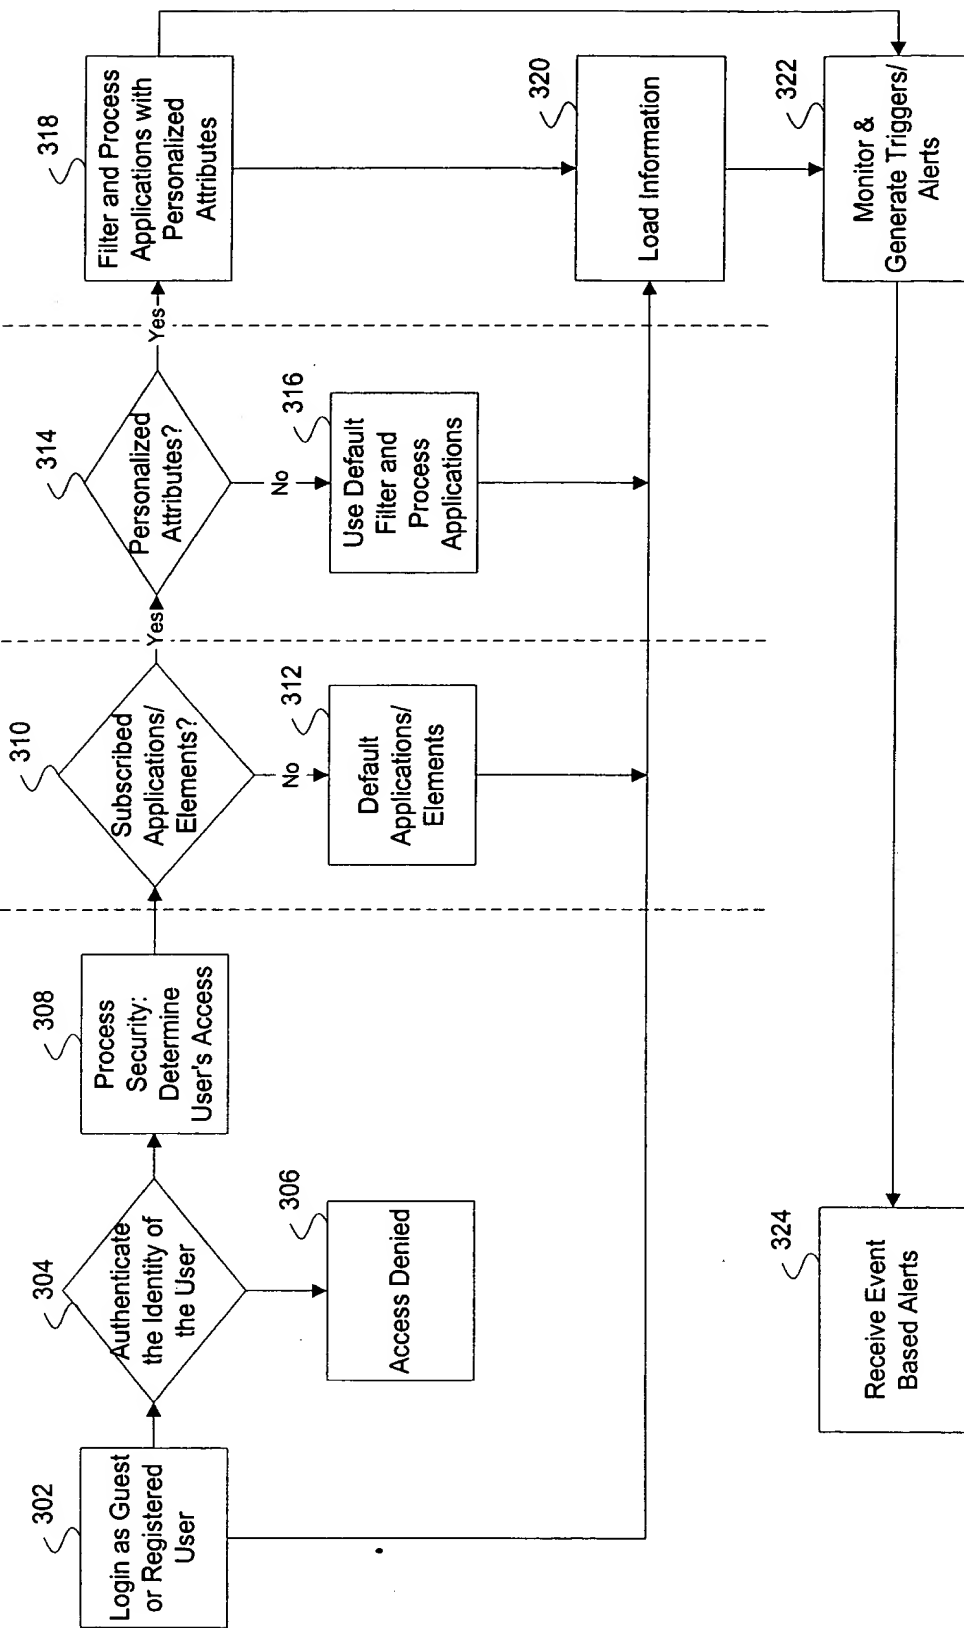 302
Login as Guest
or Registered
User
304
Authenticate
the Identity of
the User
306
Access Denied
308
Process
Security:
Determine
User's Access
310
Subscribed
Applications/
Elements?
Yes
No
312
Default
Applications/
Elements
314
Personalized
Attributes?
Yes
No
316
Use Default
Filter and
Process
Applications
318
Filter and Process
Applications with
Personalized
Attributes
320
Load Information
322
Monitor &
Generate Triggers/
Alerts
324
Receive Event
Based Alerts